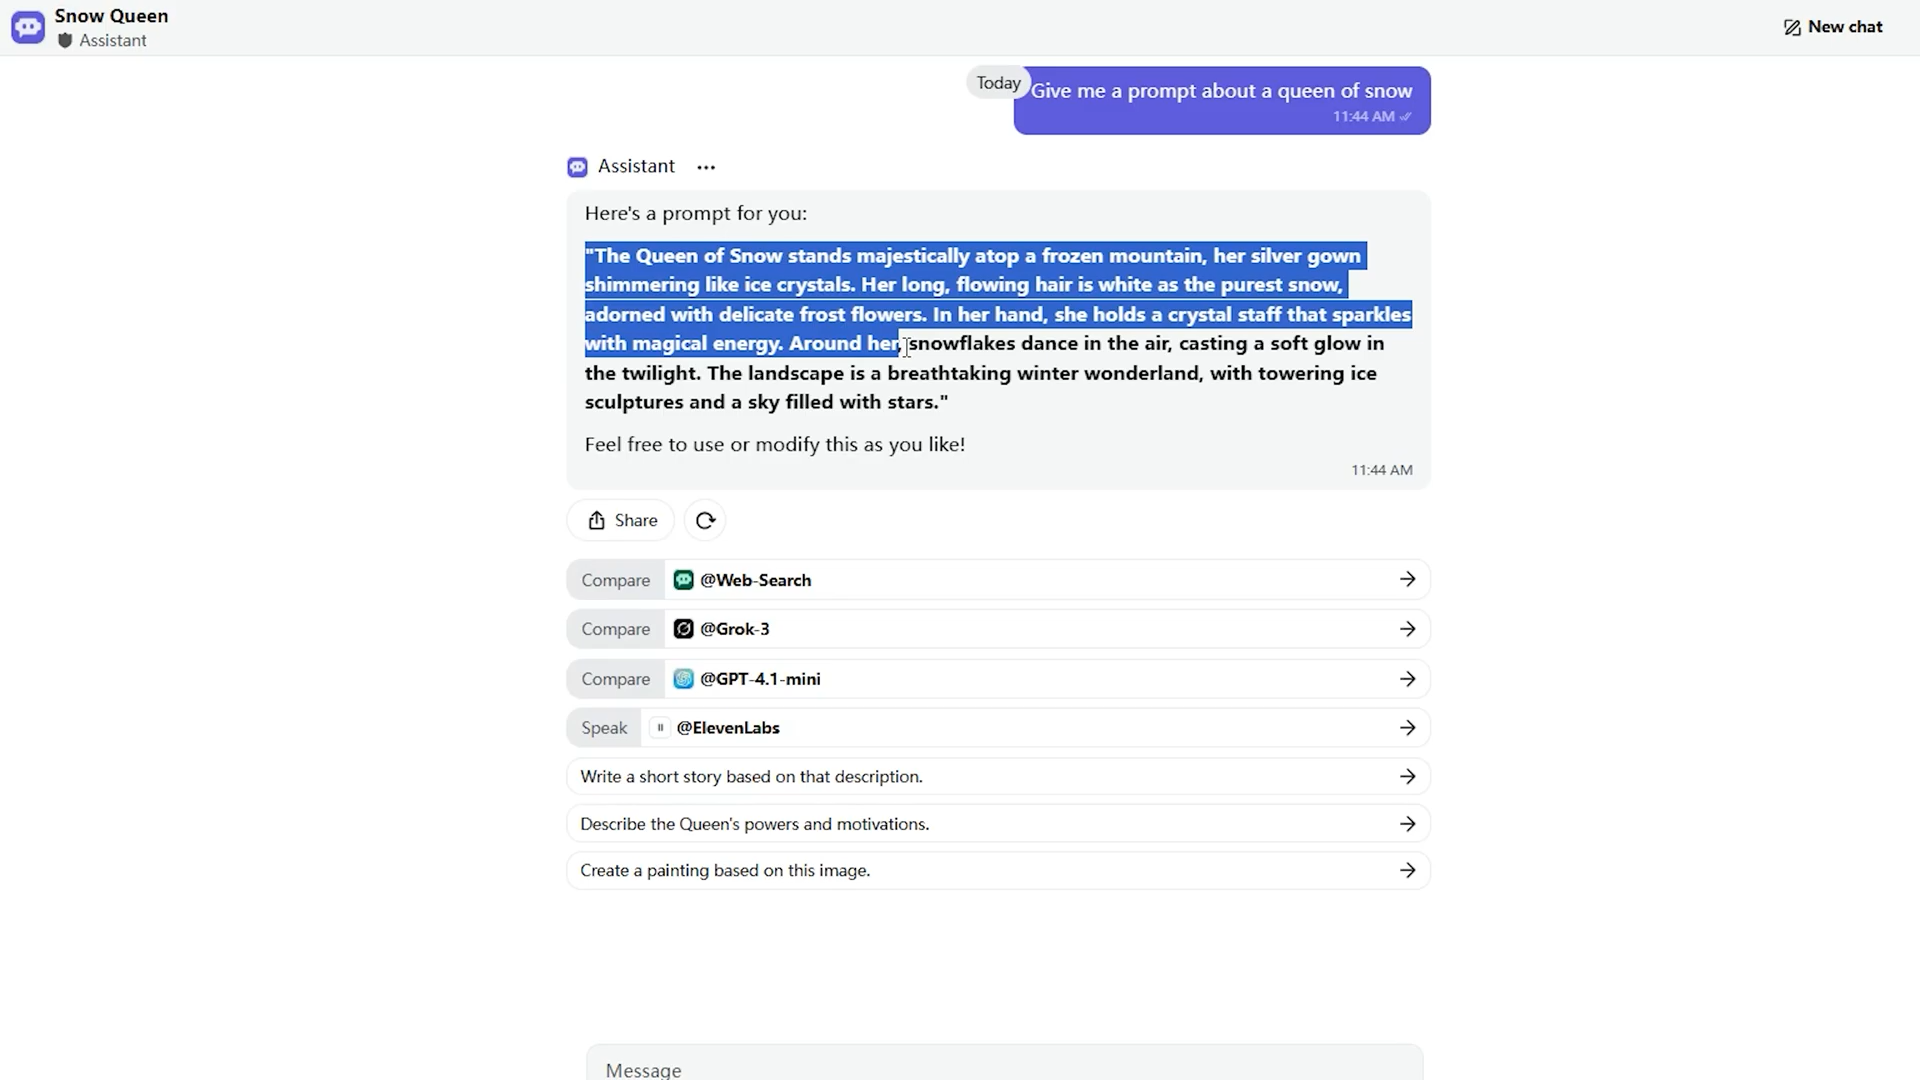 Snow Queen
Assistant
New chat
Today
Give me a prompt about a queen of snow
11:44 AM
Assistant
Here's a prompt for you:
"The Queen of Snow stands majestically atop a frozen mountain, her silver gown
shimmering like ice crystals. Her long, flowing hair is white as the purest snow,
adorned with delicate frost flowers. In her hand, she holds a crystal staff that sparkles
with magical energy. Around her, snowflakes dance in the air, casting a soft glow in
the twilight. The landscape is a breathtaking winter wonderland, with towering ice
sculptures and a sky filled with stars."
Feel free to use or modify this as you like!
11:44 AM
Share
Compare @Web-Search
Compare @Grok-3
Compare @GPT-4.1-mini
Speak @ElevenLabs
Write a short story based on that description.
Describe the Queen's powers and motivations.
Create a painting based on this image.
Message